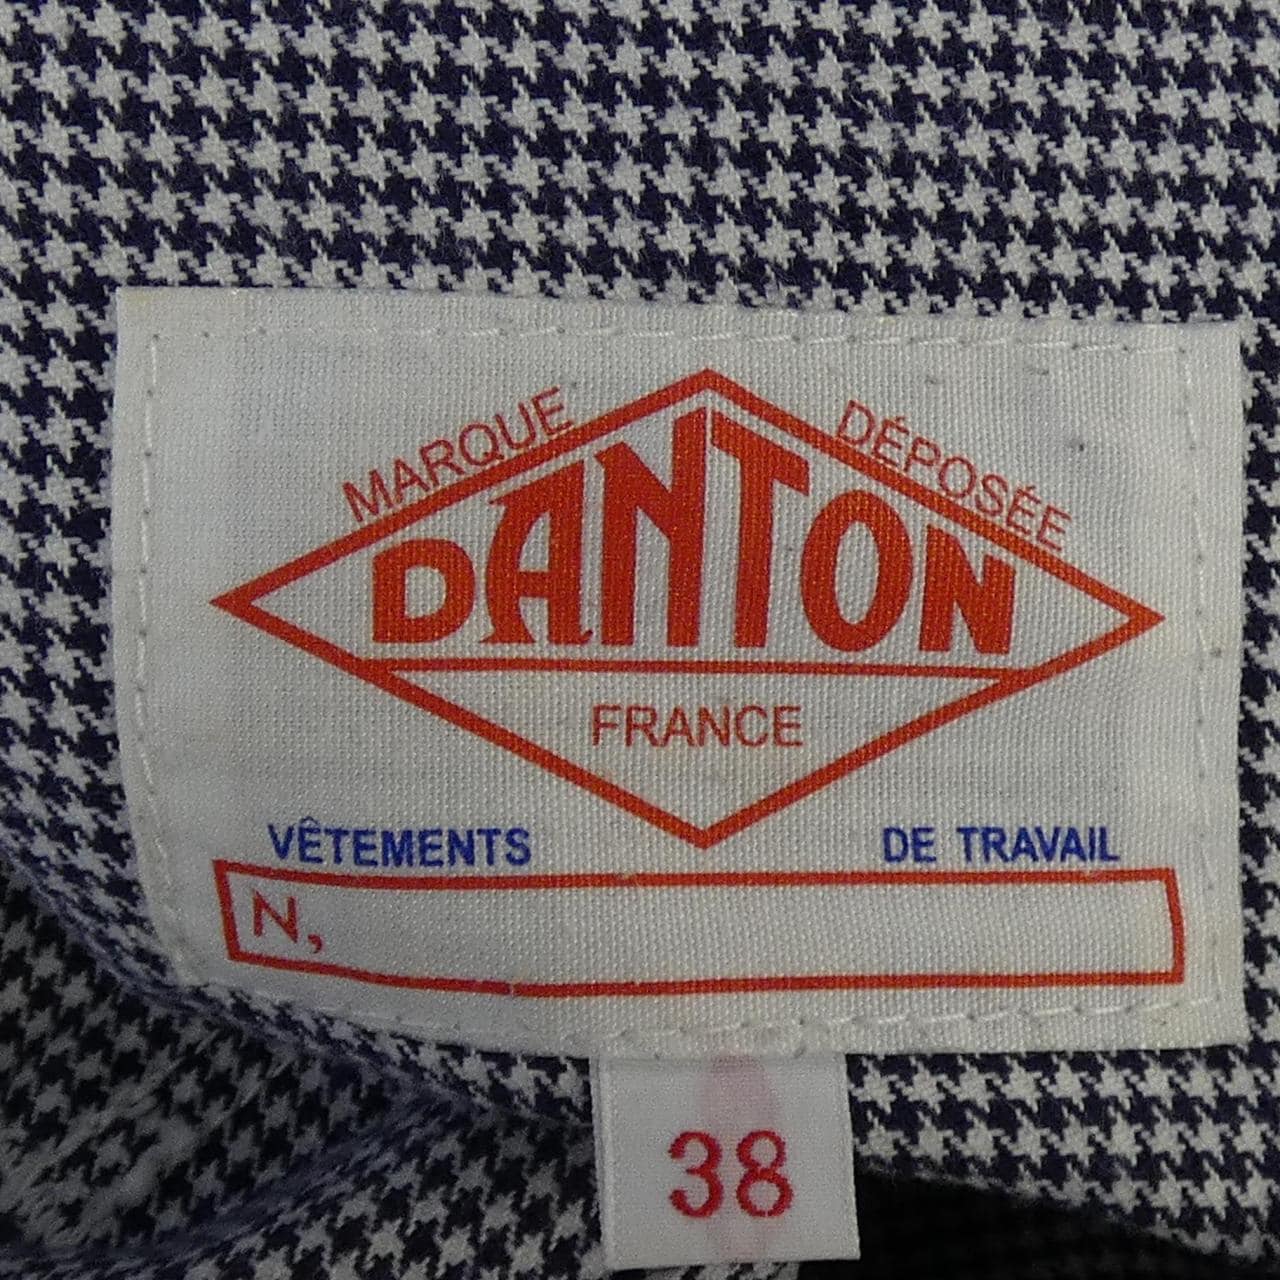 MARQUE DÉPOSÉE
DANTON
FRANCE
VÊTEMENTS DE TRAVAIL
N,
38